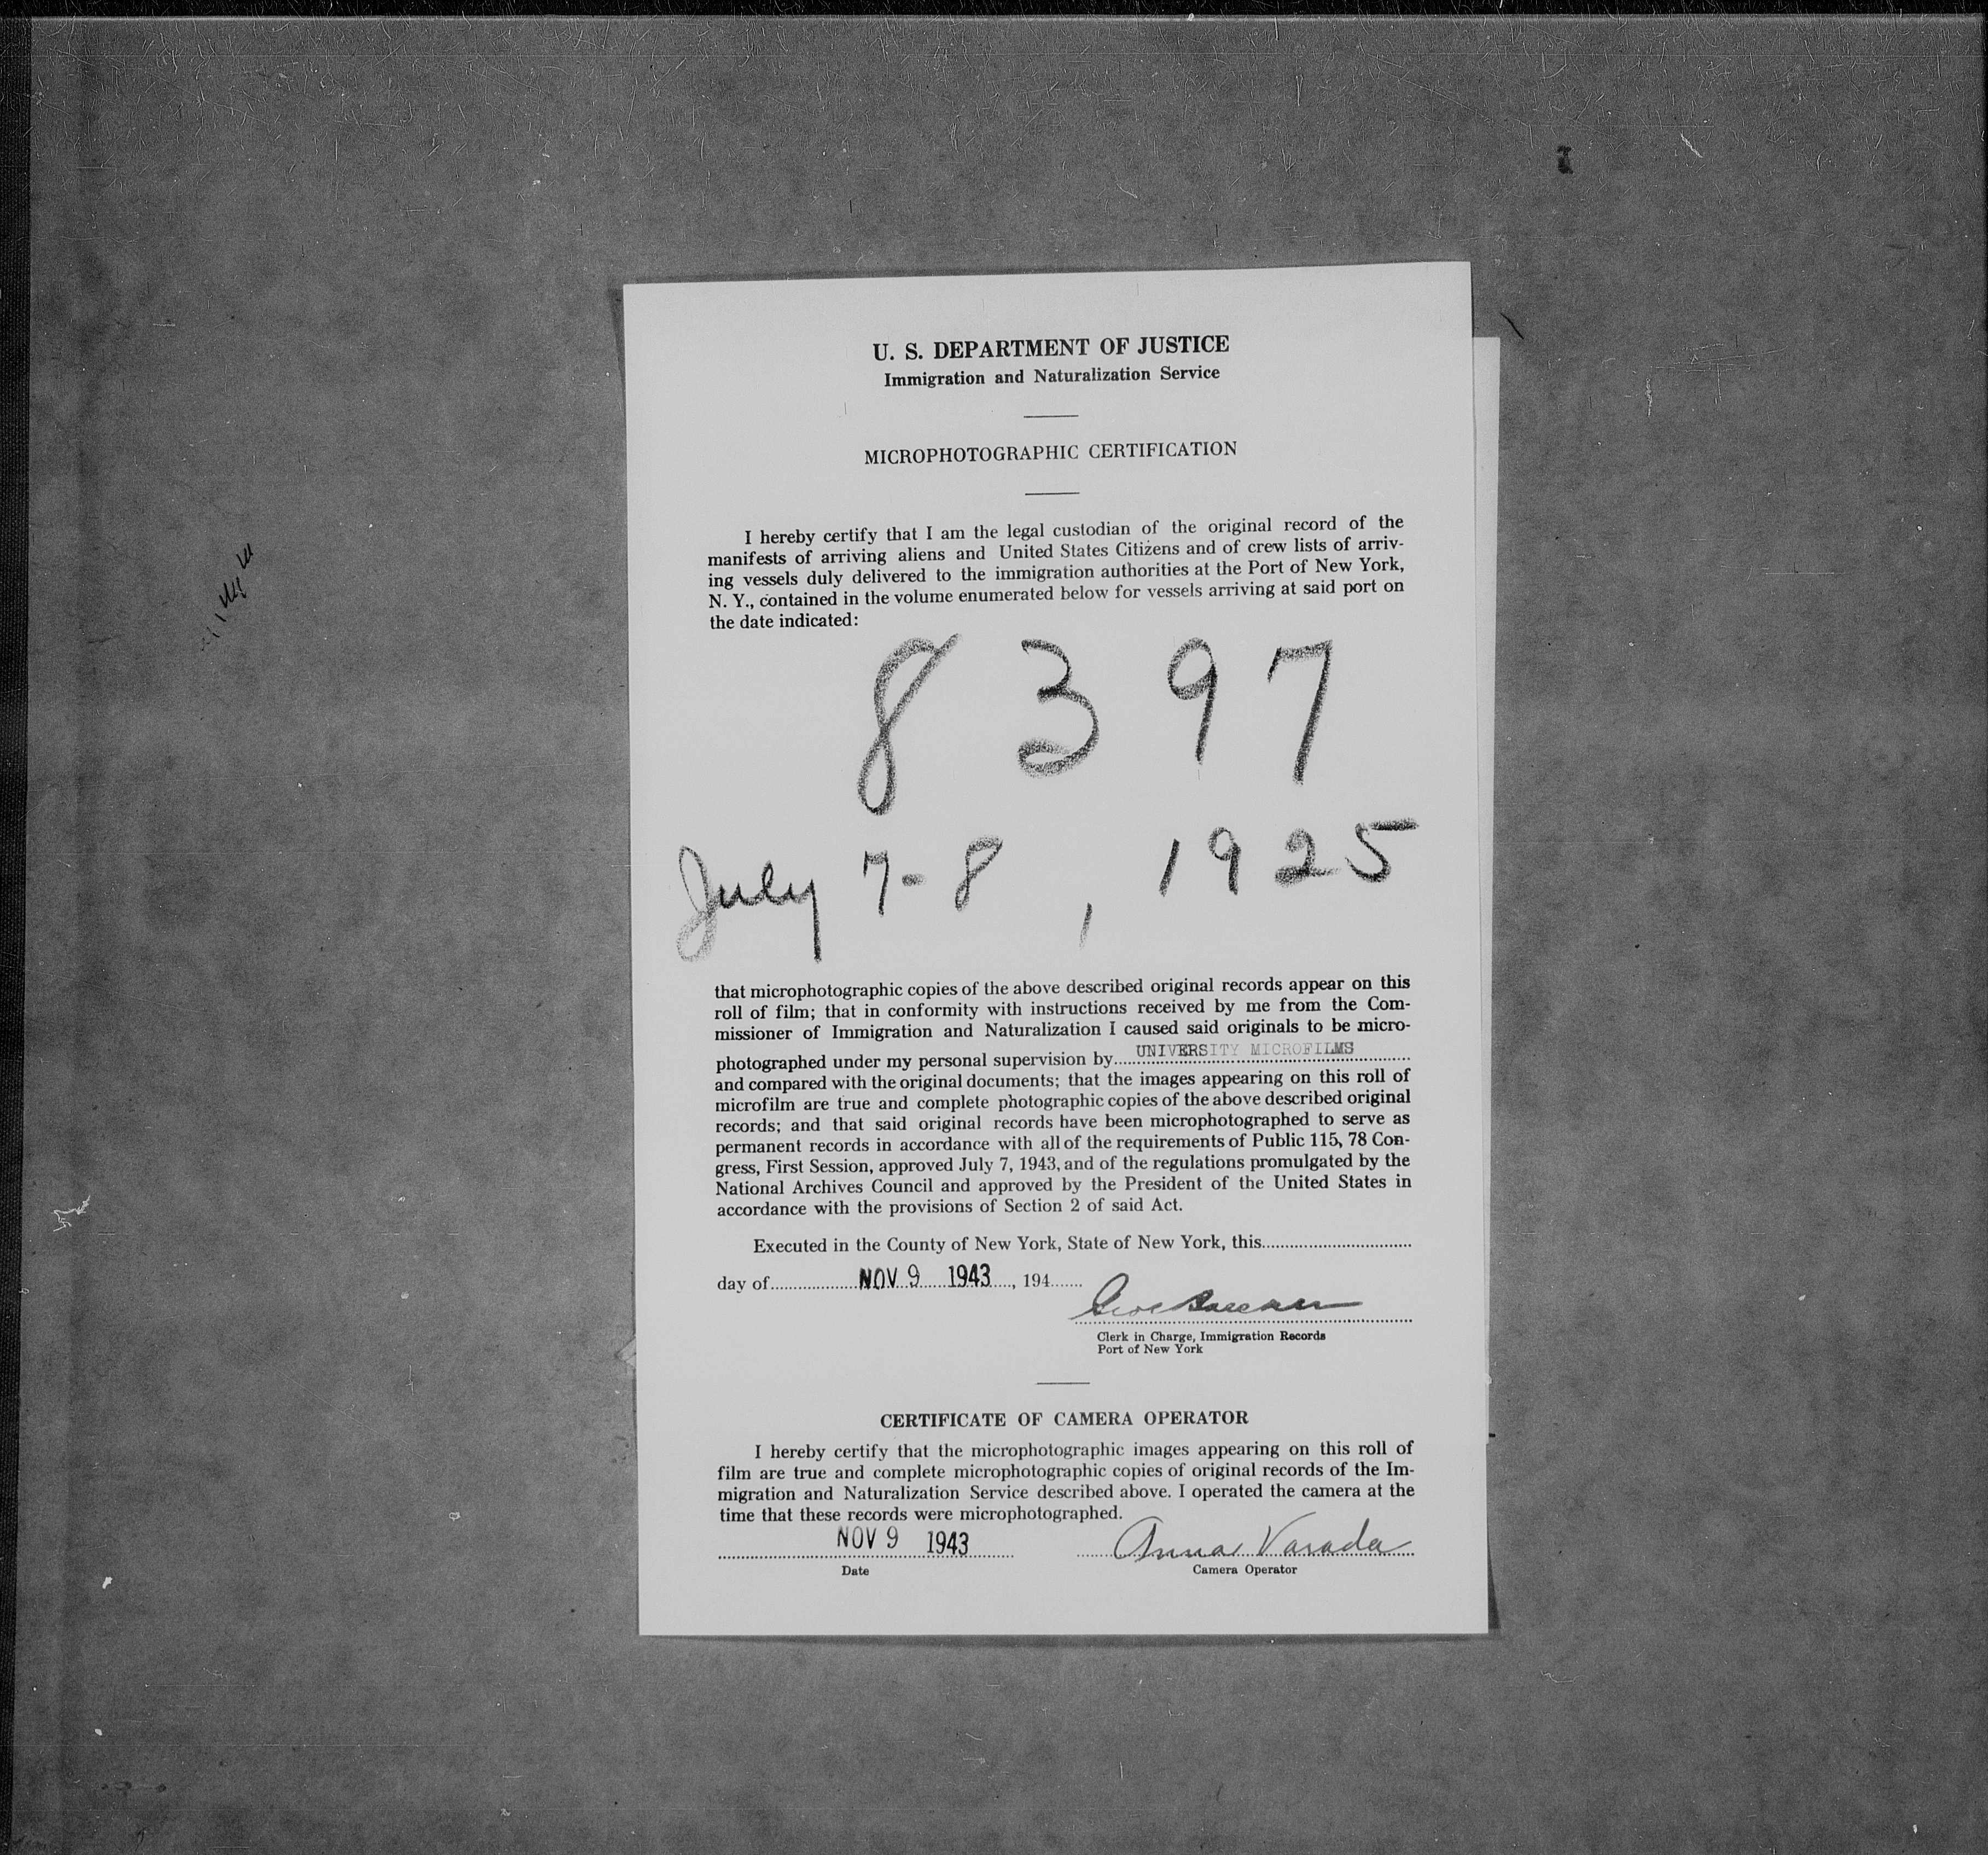 U. S. DEPARTMENT OF JUSTICE
Immigration and Naturalization Service
MICROPHOTOGRAPHIC CERTIFICATION
I hereby certify that I am the legal custodian of the original record of the
manifests of arriving aliens and United States Citizens and of crew lists of arriv-
ing vessels duly delivered to the immigration authorities at the Port of New York,
N. Y., contained in the volume enumerated below for vessels arriving at said port on
the date indicated:
8397
July 7-8, 1925
that microphotographic copies of the above described original records appear on this
roll of film; that in conformity with instructions received by me from the Com-
missioner of Immigration and Naturalization I caused said originals to be micro-
photographed under my personal supervision by UNIVERSITY MICROFILMS
and compared with the original documents; that the images appearing on this roll of
microfilm are true and complete photographic copies of the above described original
records; and that said original records have been microphotographed to serve as
permanent records in accordance with all of the requirements of Public 115, 78 Con-
gress, First Session, approved July 7, 1943, and of the regulations promulgated by the
National Archives Council and approved by the President of the United States in
accordance with the provisions of Section 2 of said Act.
Executed in the County of New York, State of New York, this
day of NOV 9 1943, 194
Clerk in Charge, Immigration Records
Port of New York
CERTIFICATE OF CAMERA OPERATOR
I hereby certify that the microphotographic images appearing on this roll of
film are true and complete microphotographic copies of original records of the Im-
migration and Naturalization Service described above. I operated the camera at the
time that these records were microphotographed.
NOV 9 1943 Anna Varada
Date Camera Operator